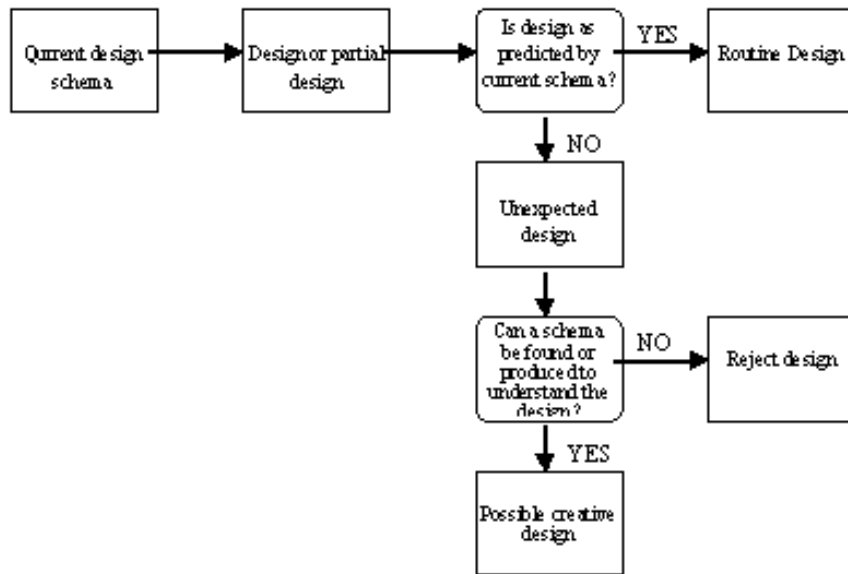 Current design
schema
Design or partial
design
Is design as
predicted by
current schema?
YES
Routine Design
NO
Unexpected
design
Can a schema
be found or
produced to
understand the
design?
NO
Reject design
YES
Possible creative
design